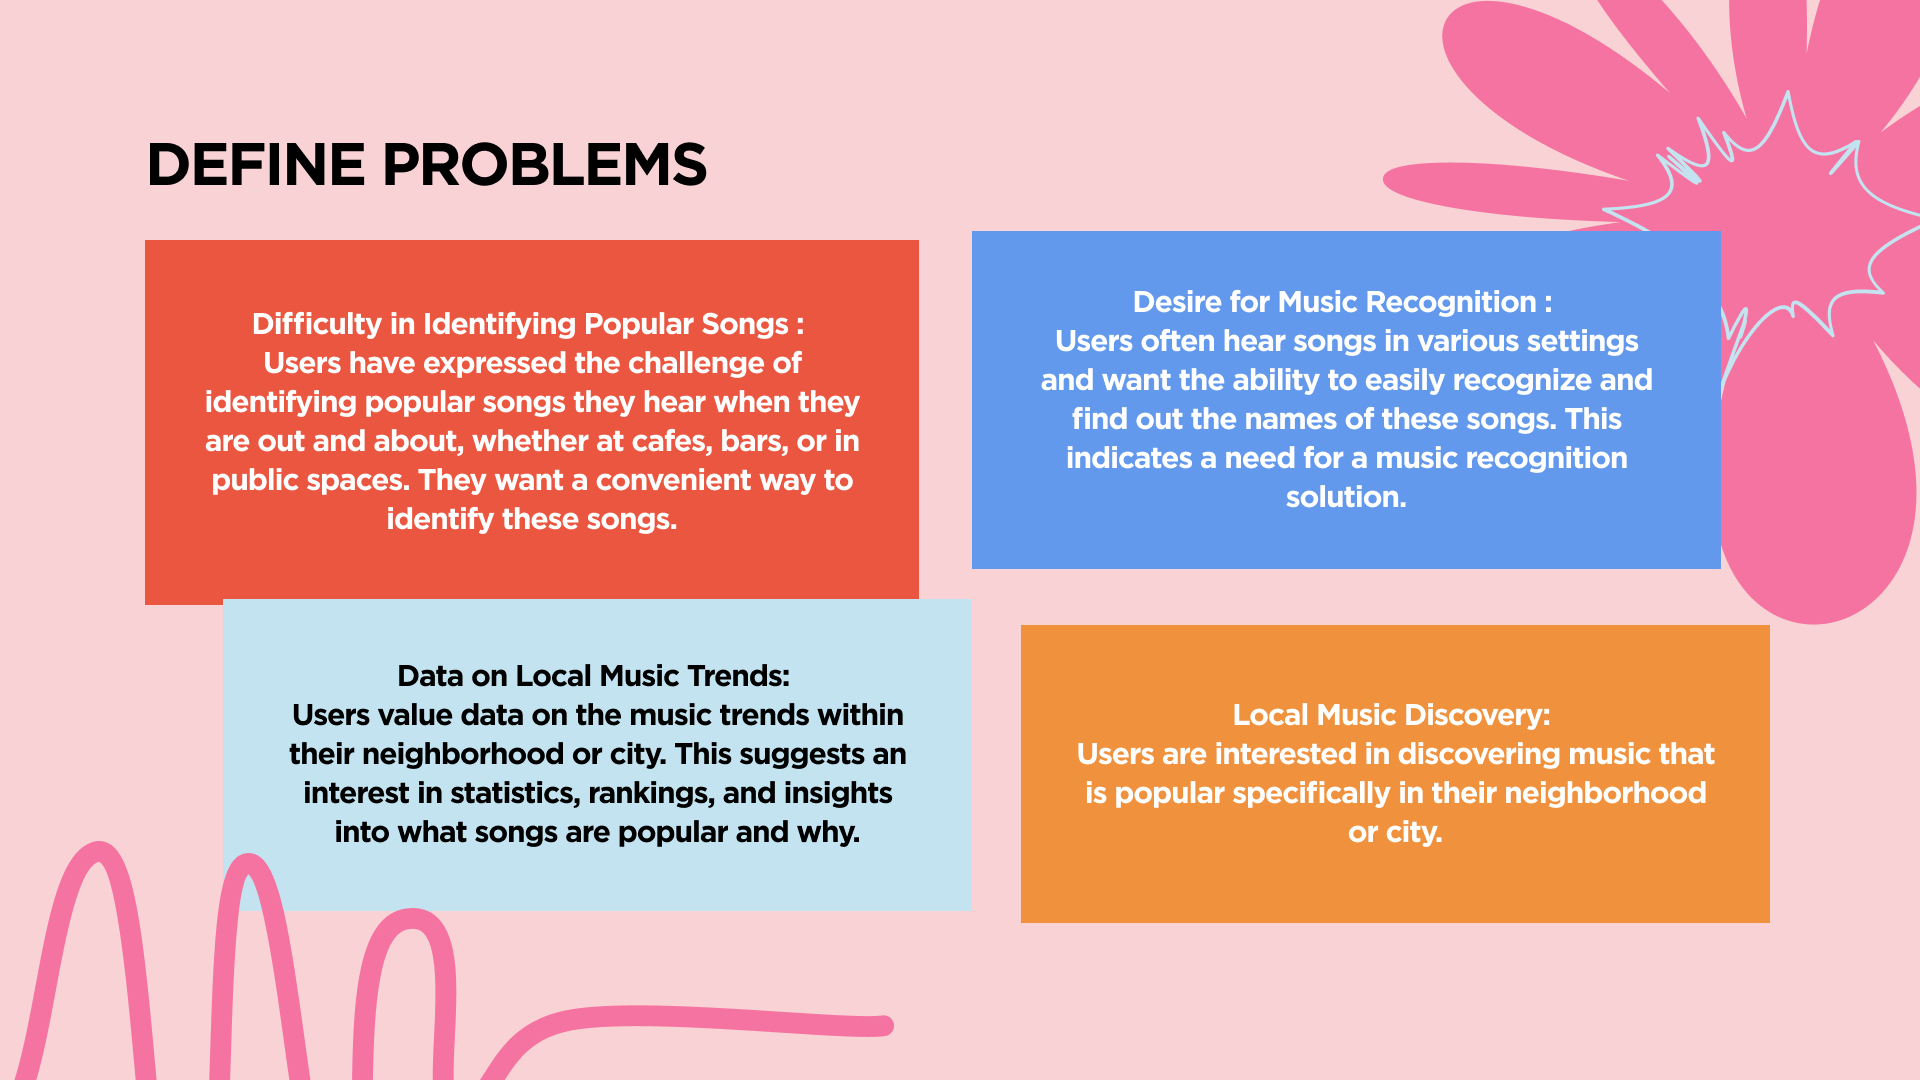 DEFINE PROBLEMS
Difficulty in Identifying Popular Songs :
Users have expressed the challenge of
identifying popular songs they hear when they
are out and about, whether at cafes, bars, or in
public spaces. They want a convenient way to
identify these songs.
Desire for Music Recognition :
Users often hear songs in various settings
and want the ability to easily recognize and
find out the names of these songs. This
indicates a need for a music recognition
solution.
Data on Local Music Trends:
Users value data on the music trends within
their neighborhood or city. This suggests an
interest in statistics, rankings, and insights
into what songs are popular and why.
Local Music Discovery:
Users are interested in discovering music that
is popular specifically in their neighborhood
or city.